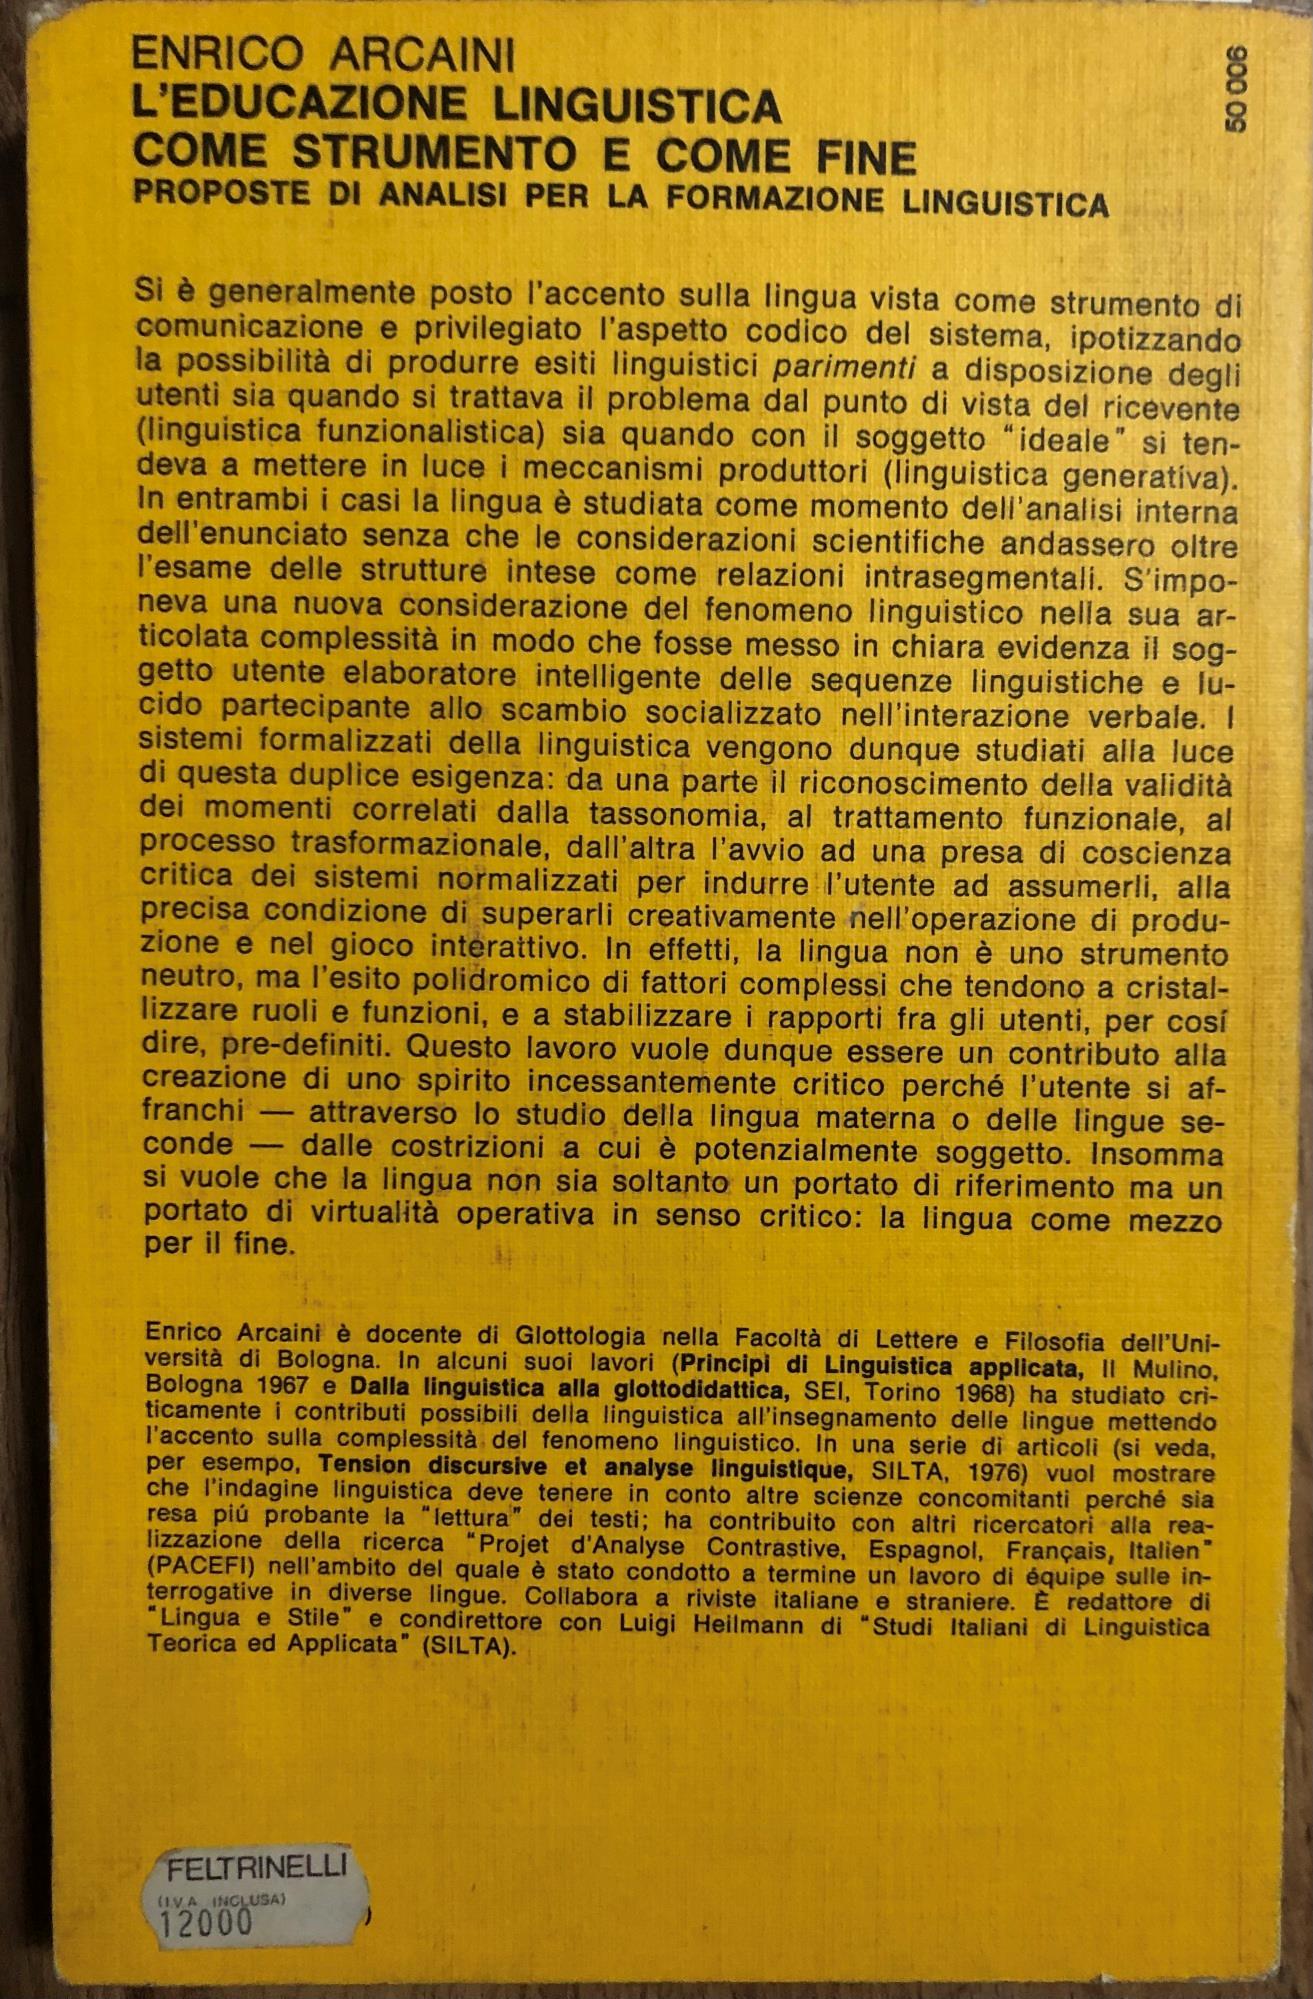 ENRICO ARCAINI
L'EDUCAZIONE LINGUISTICA
COME STRUMENTO E COME FINE
PROPOSTE DI ANALISI PER LA FORMAZIONE LINGUISTICA
50 006
Si è generalmente posto l'accento sulla lingua vista come strumento di
comunicazione e privilegiato l'aspetto codico del sistema, ipotizzando
la possibilità di produrre esiti linguistici parimenti a disposizione degli
utenti sia quando si trattava il problema dal punto di vista del ricevente
(linguistica funzionalistica) sia quando con il soggetto "ideale" si ten-
deva a mettere in luce i meccanismi produttori (linguistica generativa).
In entrambi i casi la lingua è studiata come momento dell'analisi interna
dell'enunciato senza che le considerazioni scientifiche andassero oltre
l'esame delle strutture intese come relazioni intrasegmentali. S'impo-
neva una nuova considerazione del fenomeno linguistico nella sua ar-
ticolata complessità in modo che fosse messo in chiara evidenza il sog-
getto utente elaboratore intelligente delle sequenze linguistiche e lu-
cido partecipante allo scambio socializzato nell'interazione verbale. I
sistemi formalizzati della linguistica vengono dunque studiati alla luce
di questa duplice esigenza: da una parte il riconoscimento della validità
dei momenti correlati dalla tassonomia, al trattamento funzionale, al
processo trasformazionale, dall'altra l'avvio ad una presa di coscienza
critica dei sistemi normalizzati per indurre l'utente ad assumerli, alla
precisa condizione di superarli creativamente nell'operazione di produ-
zione e nel gioco interattivo. In effetti, la lingua non è uno strumento
neutro, ma l'esito polidromico di fattori complessi che tendono a cristal-
lizzare ruoli e funzioni, e a stabilizzare i rapporti fra gli utenti, per cosí
dire, pre-definiti. Questo lavoro vuole dunque essere un contributo alla
creazione di uno spirito incessantemente critico perché l'utente si af-
franchi — attraverso lo studio della lingua materna o delle lingue se-
conde — dalle costrizioni a cui è potenzialmente soggetto. Insomma
si vuole che la lingua non sia soltanto un portato di riferimento ma un
portato di virtualità operativa in senso critico: la lingua come mezzo
per il fine.
Enrico Arcaini è docente di Glottologia nella Facoltà di Lettere e Filosofia dell'Uni-
versità di Bologna. In alcuni suoi lavori (Principi di Linguistica applicata, Il Mulino,
Bologna 1967 e Dalla linguistica alla glottodidattica, SEI, Torino 1968) ha studiato cri-
ticamente i contributi possibili della linguistica all'insegnamento delle lingue mettendo
l'accento sulla complessità del fenomeno linguistico. In una serie di articoli (si veda,
per esempio, Tension discursive et analyse linguistique, SILTA, 1976) vuol mostrare
che l'indagine linguistica deve tenere in conto altre scienze concomitanti perché sia
resa piú probante la "lettura" dei testi; ha contribuito con altri ricercatori alla rea-
lizzazione della ricerca "Projet d'Analyse Contrastive, Espagnol, Français, Italien"
(PACEFI) nell'ambito del quale è stato condotto a termine un lavoro di équipe sulle in-
terrogative in diverse lingue. Collabora a riviste italiane e straniere. È redattore di
"Lingua e Stile" e condirettore con Luigi Heilmann di "Studi Italiani di Linguistica
Teorica ed Applicata" (SILTA).
FELTRINELLI
(I.V.A. INCLUSA)
12000